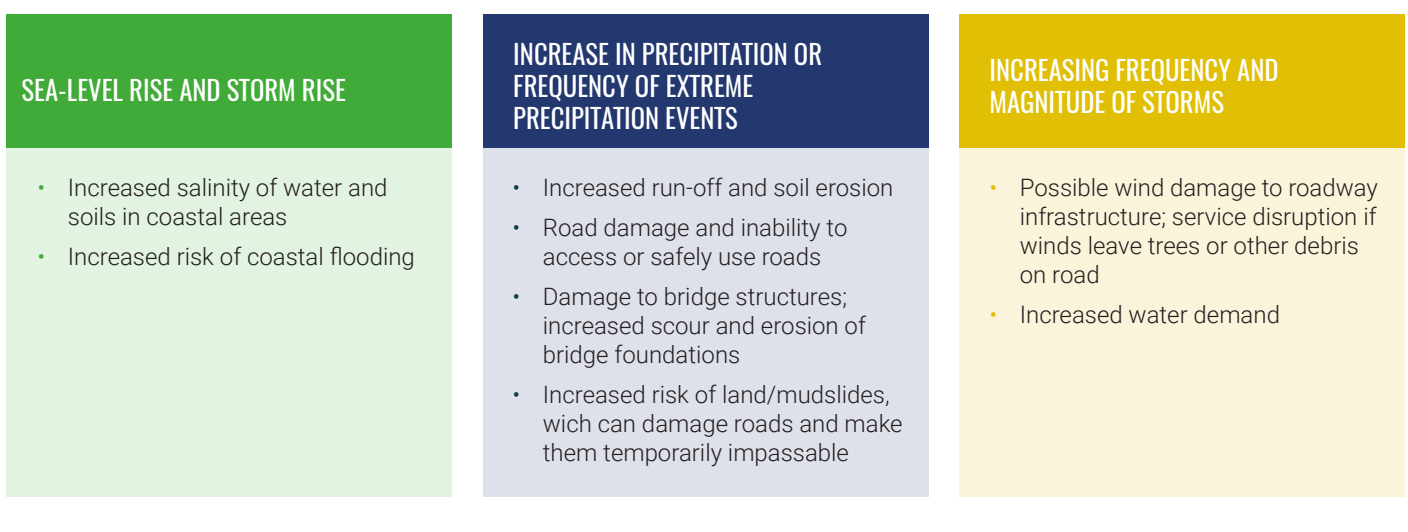 SEA-LEVEL RISE AND STORM RISE
• Increased salinity of water and
soils in coastal areas
• Increased risk of coastal flooding
INCREASE IN PRECIPITATION OR
FREQUENCY OF EXTREME
PRECIPITATION EVENTS
• Increased run-off and soil erosion
• Road damage and inability to
access or safely use roads
• Damage to bridge structures;
increased scour and erosion of
bridge foundations
• Increased risk of land/mudslides,
wich can damage roads and make
them temporarily impassable
INCREASING FREQUENCY AND
MAGNITUDE OF STORMS
• Possible wind damage to roadway
infrastructure; service disruption if
winds leave trees or other debris
on road
• Increased water demand